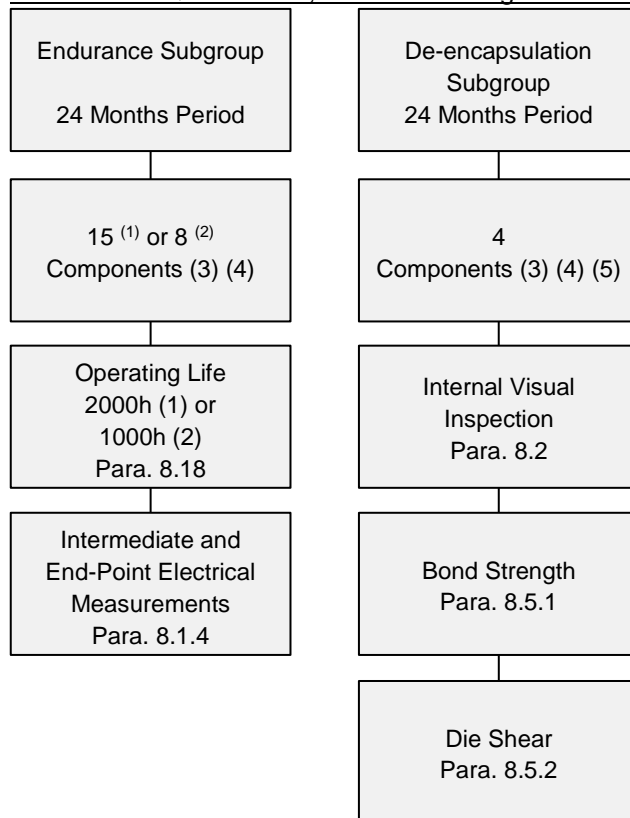 Endurance Subgroup
24 Months Period
15 (1) or 8 (2)
Components (3) (4)
Operating Life
2000h (1) or
1000h (2)
Para. 8.18
Intermediate and
End-Point Electrical
Measurements
Para. 8.1.4
De-encapsulation
Subgroup
24 Months Period
4
Components (3) (4) (5)
Internal Visual
Inspection
Para. 8.2
Bond Strength
Para. 8.5.1
Die Shear
Para. 8.5.2